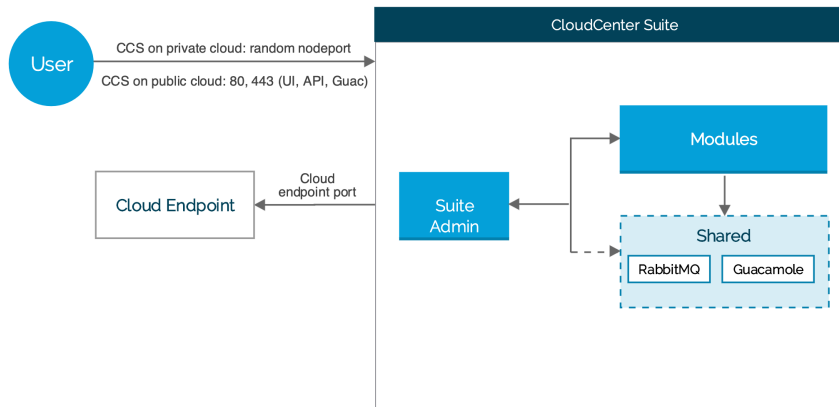 CloudCenter Suite
User
CCS on private cloud: random nodeport
CCS on public cloud: 80, 443 (UI, API, Guac)
Modules
Cloud Endpoint
Cloud
endpoint port
Suite
Admin
Shared
RabbitMQ
Guacamole